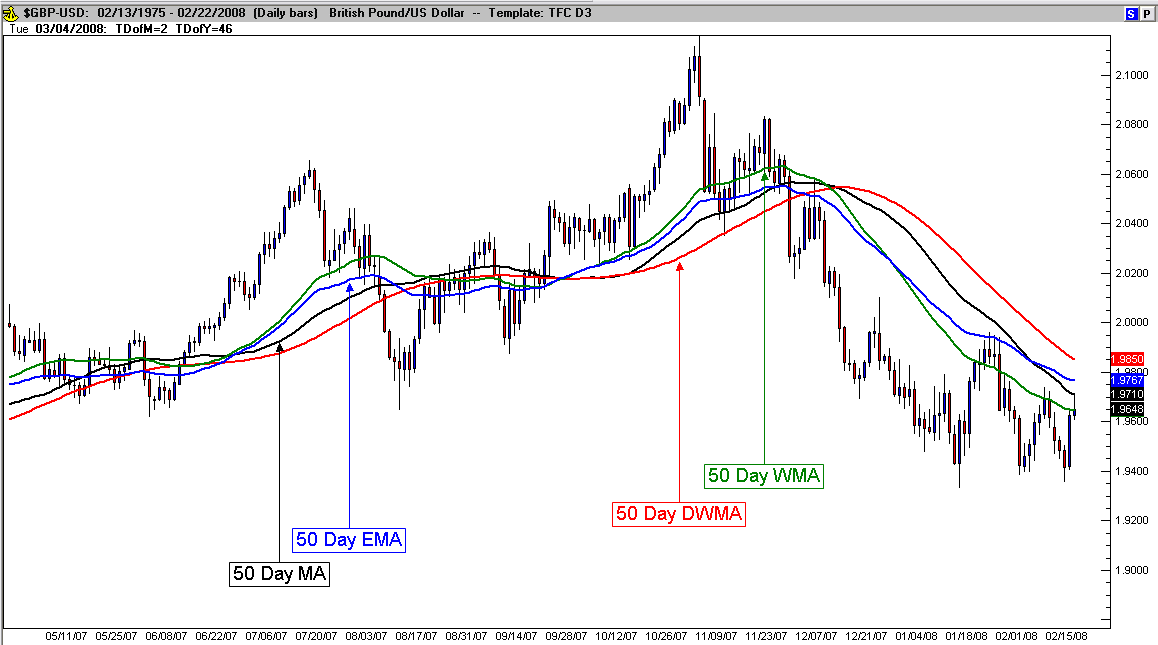 $GBP-USD: 02/13/1975 - 02/22/2008 (Daily bars) British Pound/US Dollar -- Template: TFC D3
S P
Tue 03/04/2008: TDofM=2 TDofY=46
2.1000
2.0800
2.0600
2.0400
2.0200
2.0000
1.9850
1.9800
1.9767
1.9710
1.9648
1.9600
1.9400
1.9200
1.9000
50 Day WMA
50 Day DWMA
50 Day EMA
50 Day MA
05/11/07 05/25/07 06/08/07 06/22/07 07/06/07 07/20/07 08/03/07 08/17/07 08/31/07 09/14/07 09/28/07 10/12/07 10/26/07 11/09/07 11/23/07 12/07/07 12/21/07 01/04/08 01/18/08 02/01/08 02/15/08